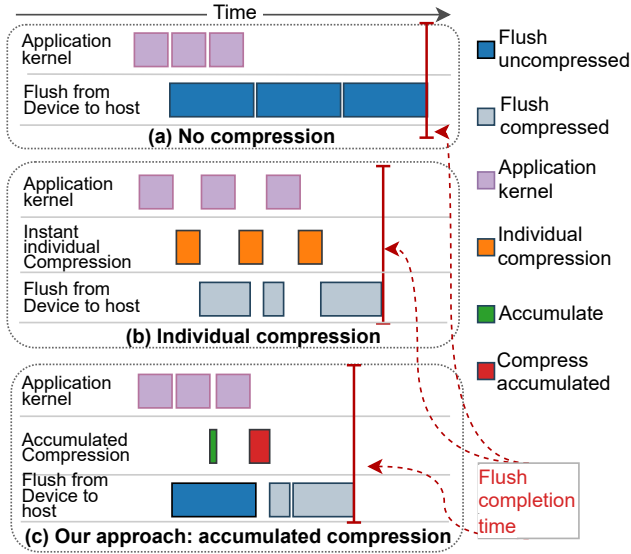 Time
Application
kernel
Flush from
Device to host
(a) No compression
Application
kernel
Instant
individual
Compression
Flush from
Device to host
(b) Individual compression
Application
kernel
Accumulated
Compression
Flush from
Device to
host
(c) Our approach: accumulated compression
Flush
uncompressed
Flush
compressed
Application
kernel
Individual
compression
Accumulate
Compress
accumulated
Flush
completion
time